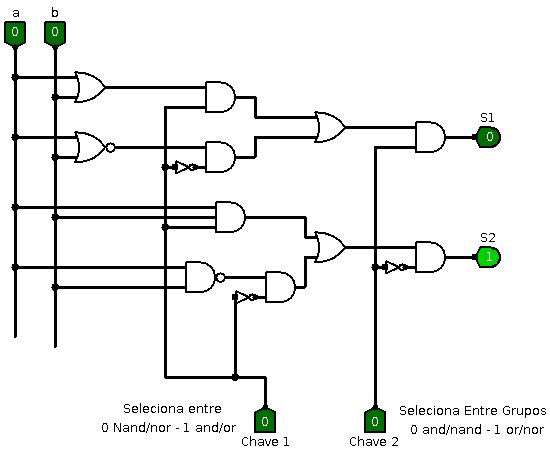 a b
0 0
S1
0
S2
1
Seleciona entre
0 Nand/nor - 1 and/or
0
Chave 1
0
Chave 2
Seleciona Entre Grupos
0 and/nand - 1 or/nor